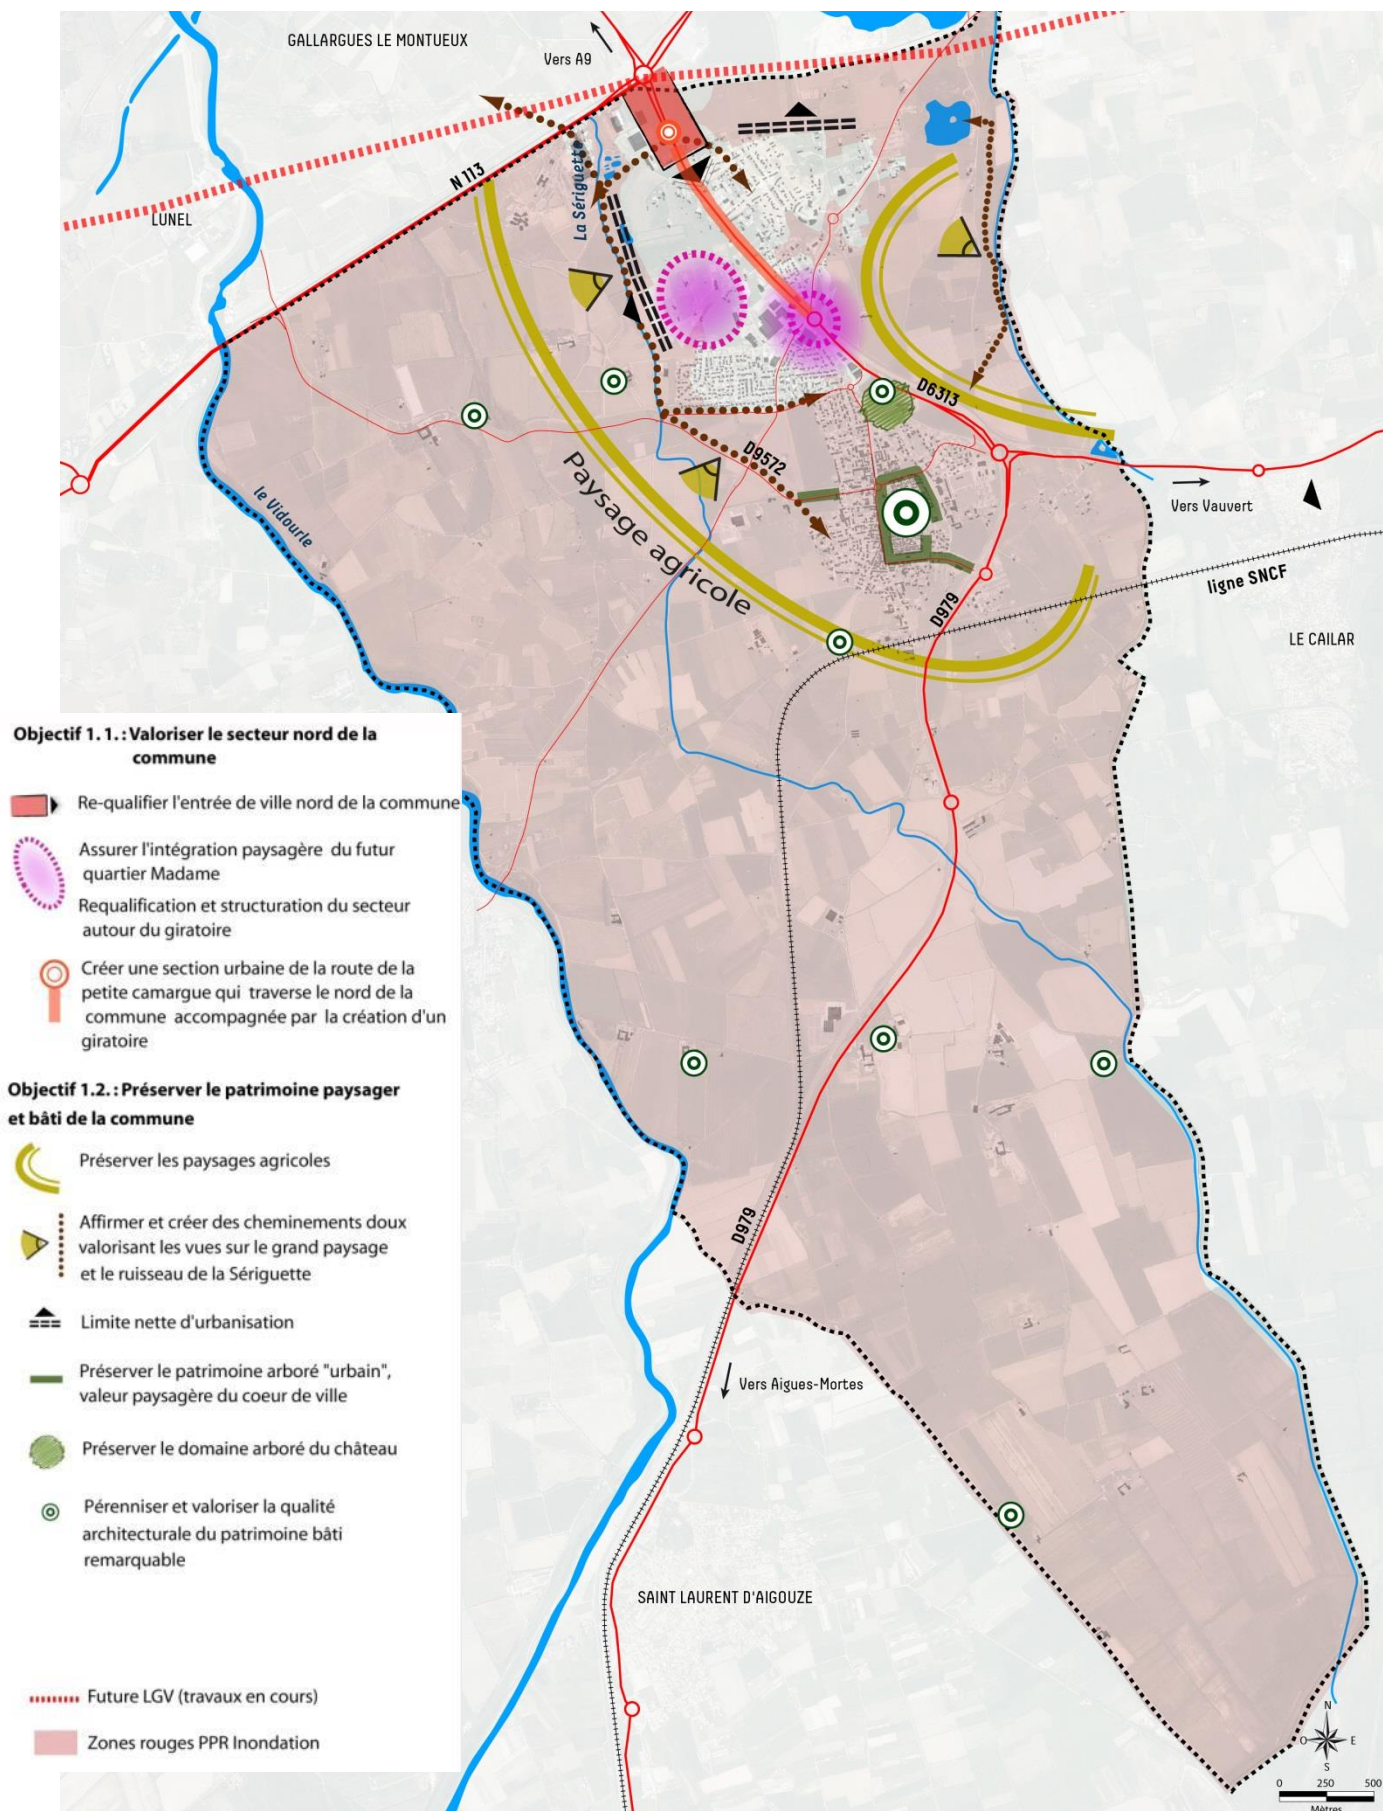 GALLARGUES LE MONTUEUX
Vers A9
N 113
La Sériguette
LUNEL
D6313
D9572
Vers Vauvert
le Vidourle
Paysage agricole
ligne SNCF
D979
LE CAILAR
Objectif 1. 1. : Valoriser le secteur nord de la
commune
Re-qualifier l'entrée de ville nord de la commune
Assurer l'intégration paysagère du futur
quartier Madame
Requalification et structuration du secteur
autour du giratoire
Créer une section urbaine de la route de la
petite camargue qui traverse le nord de la
commune accompagnée par la création d'un
giratoire
Objectif 1.2. : Préserver le patrimoine paysager
et bâti de la commune
Préserver les paysages agricoles
Affirmer et créer des cheminements doux
valorisant les vues sur le grand paysage
et le ruisseau de la Sériguette
Limite nette d'urbanisation
Préserver le patrimoine arboré "urbain",
valeur paysagère du coeur de ville
Préserver le domaine arboré du château
Pérenniser et valoriser la qualité
architecturale du patrimoine bâti
remarquable
Future LGV (travaux en cours)
Zones rouges PPR Inondation
D979
Vers Aigues-Mortes
SAINT LAURENT D'AIGOUZE
N
O E
S
0 250 500
Mètres